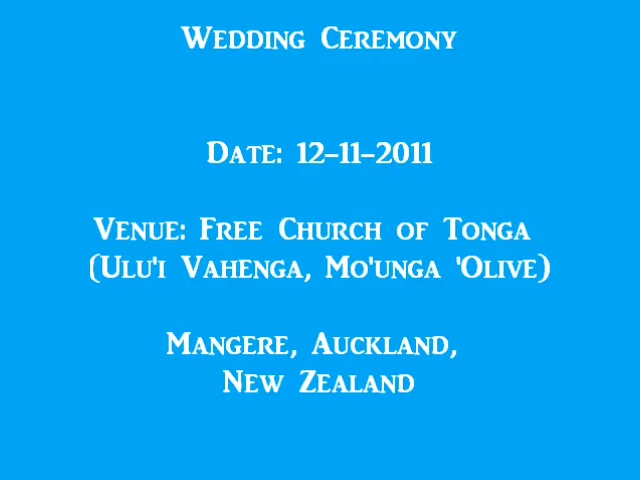 Wedding Ceremony
Date: 12-11-2011
Venue: Free Church of Tonga
(Ulu'i Vahenga, Mo'unga 'Olive)
Mangere, Auckland,
New Zealand